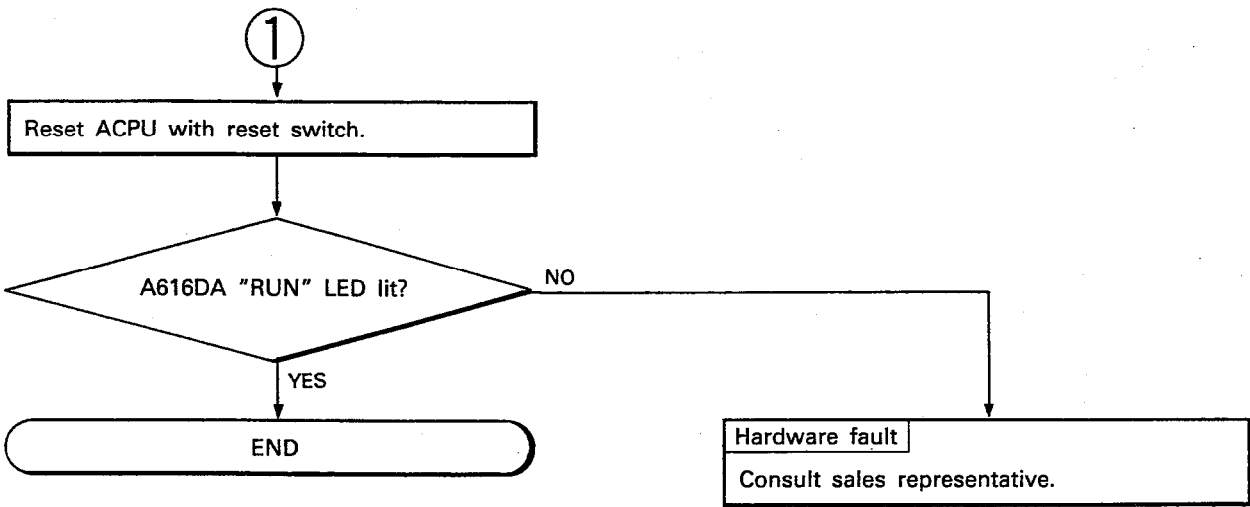 1
Reset ACPU with reset switch.
A616DA "RUN" LED lit?
NO
YES
END
Hardware fault
Consult sales representative.